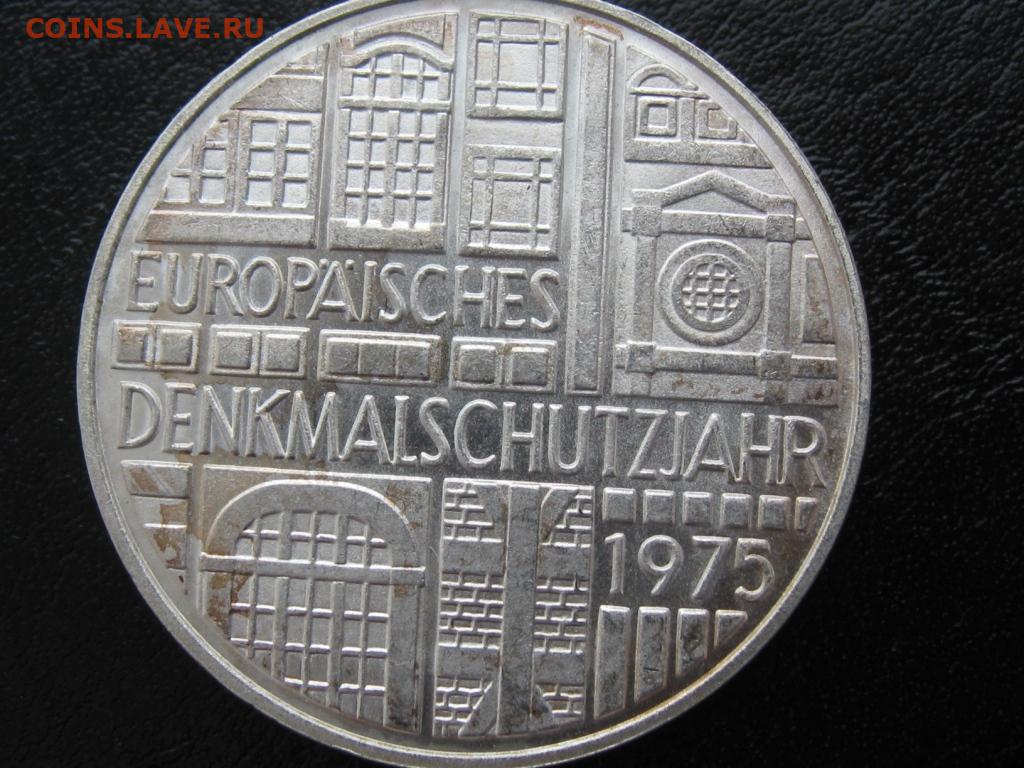 COINS.LAVE.RU
EUROPÄISCHES
DENKMALSCHUTZJAHR
1975